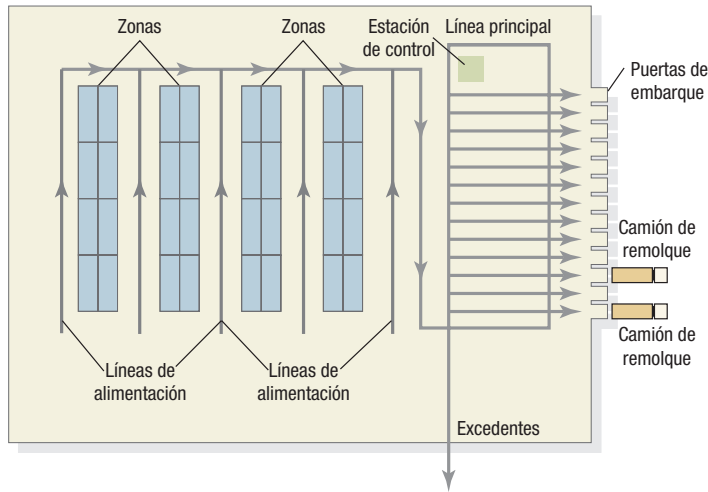 Zonas
Zonas
Estación
de control
Línea principal
Puertas de
embarque
Camión de
remolque
Camión de
remolque
Líneas de
alimentación
Líneas de
alimentación
Excedentes